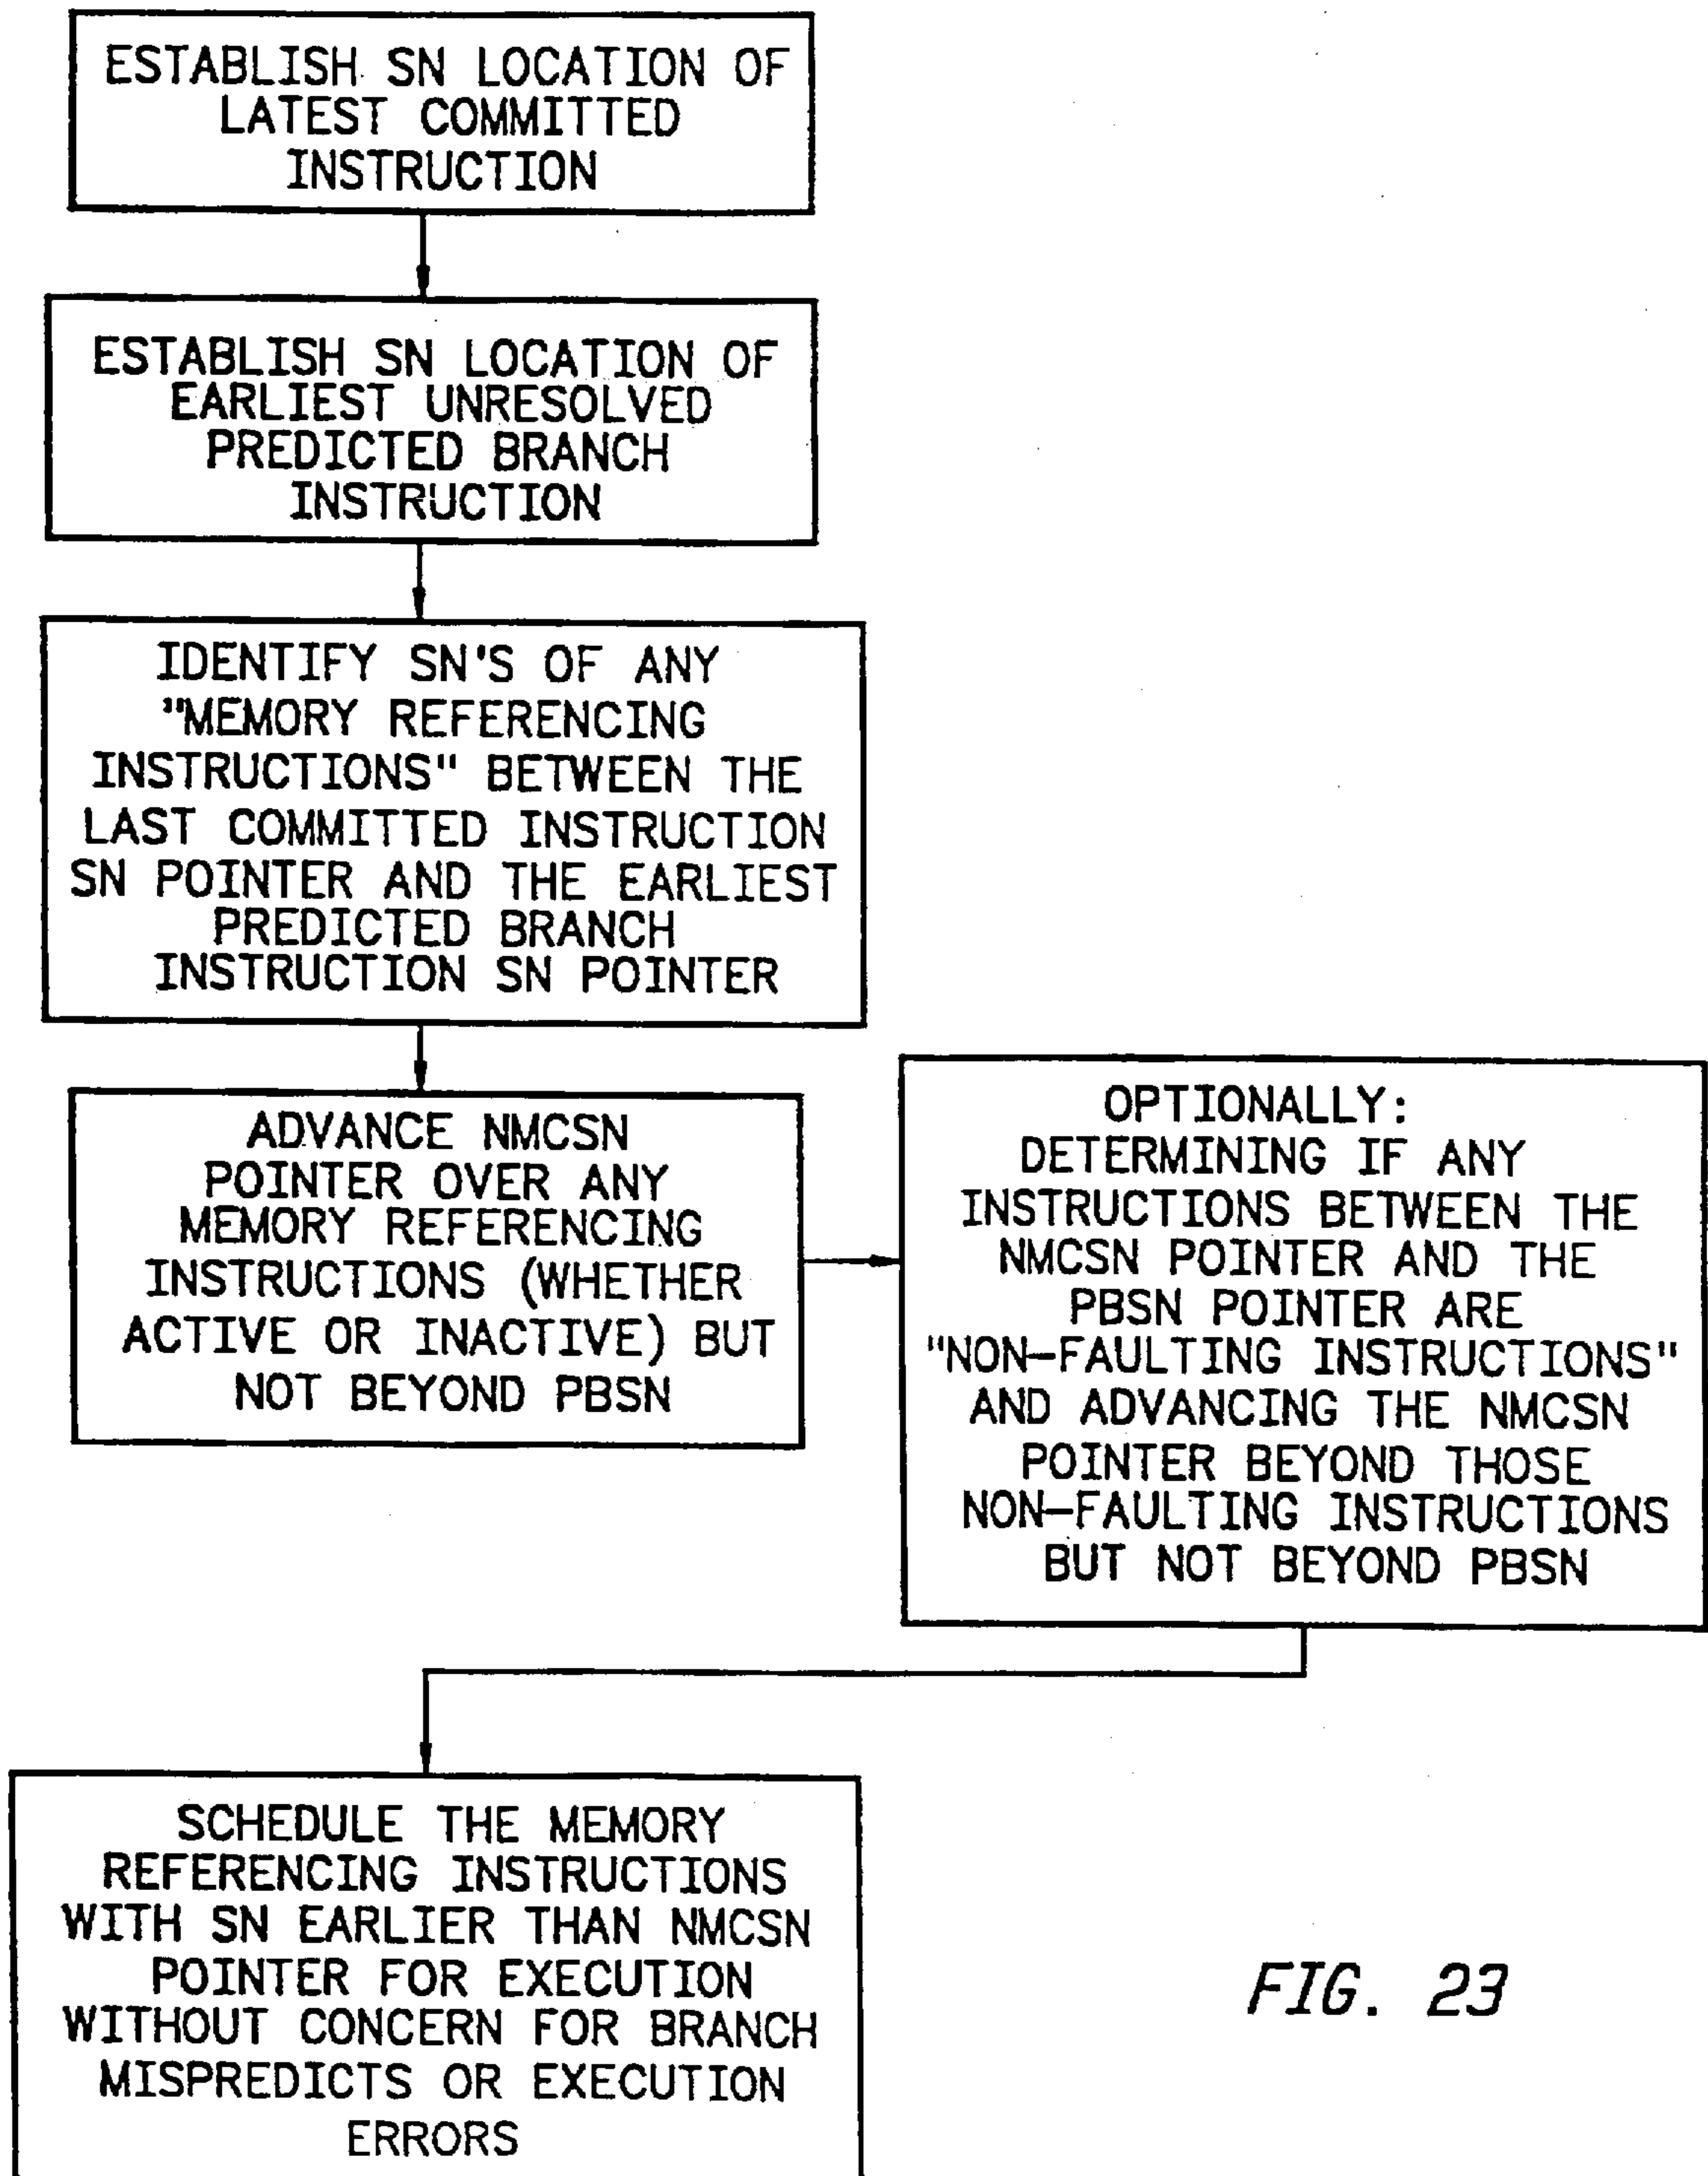 ESTABLISH SN LOCATION OF
LATEST COMMITTED
INSTRUCTION
ESTABLISH SN LOCATION OF
EARLIEST UNRESOLVED
PREDICTED BRANCH
INSTRUCTION
IDENTIFY SN'S OF ANY
"MEMORY REFERENCING
INSTRUCTIONS" BETWEEN THE
LAST COMMITTED INSTRUCTION
SN POINTER AND THE EARLIEST
PREDICTED BRANCH
INSTRUCTION SN POINTER
ADVANCE NMCSN
POINTER OVER ANY
MEMORY REFERENCING
INSTRUCTIONS (WHETHER
ACTIVE OR INACTIVE) BUT
NOT BEYOND PBSN
OPTIONALLY:
DETERMINING IF ANY
INSTRUCTIONS BETWEEN THE
NMCSN POINTER AND THE
PBSN POINTER ARE
"NON-FAULTING INSTRUCTIONS"
AND ADVANCING THE NMCSN
POINTER BEYOND THOSE
NON-FAULTING INSTRUCTIONS
BUT NOT BEYOND PBSN
SCHEDULE THE MEMORY
REFERENCING INSTRUCTIONS
WITH SN EARLIER THAN NMCSN
POINTER FOR EXECUTION
WITHOUT CONCERN FOR BRANCH
MISPREDICTS OR EXECUTION
ERRORS
FIG. 23